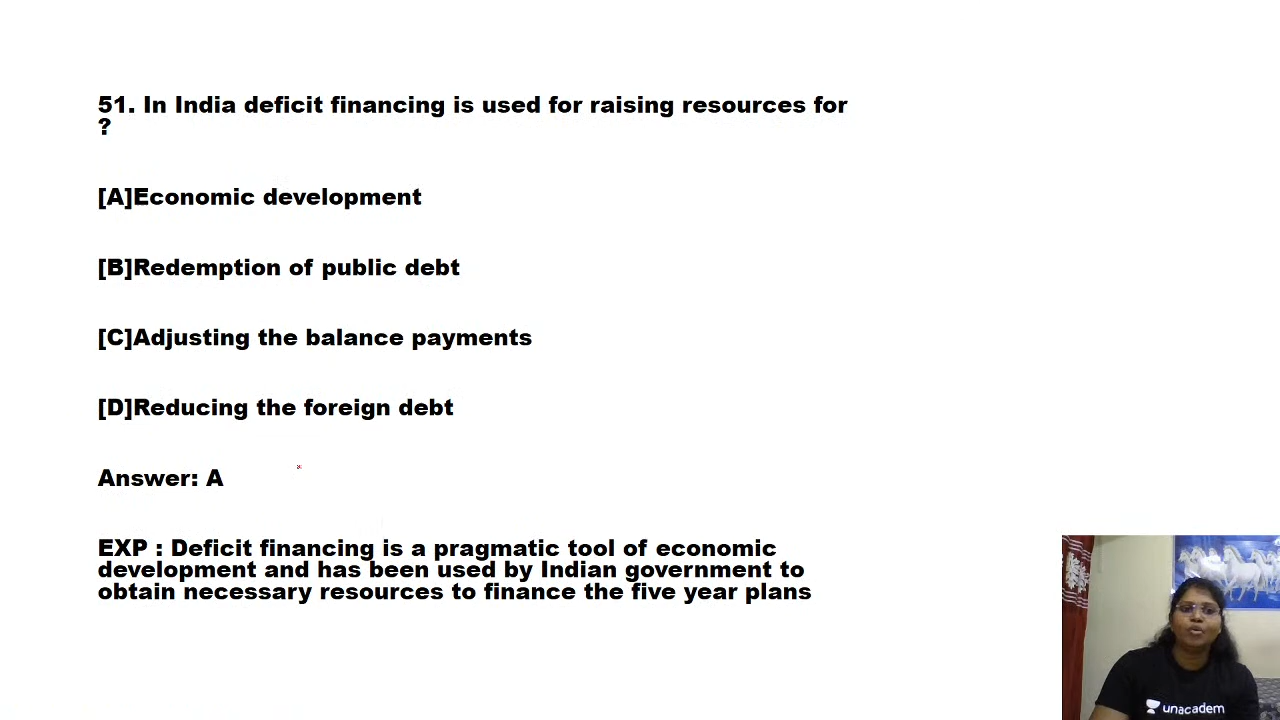 51. In India deficit financing is used for raising resources for
?
[A]Economic development
[B]Redemption of public debt
[C]Adjusting the balance payments
[D]Reducing the foreign debt
Answer: A
EXP : Deficit financing is a pragmatic tool of economic
development and has been used by Indian government to
obtain necessary resources to finance the five year plans
unacadem